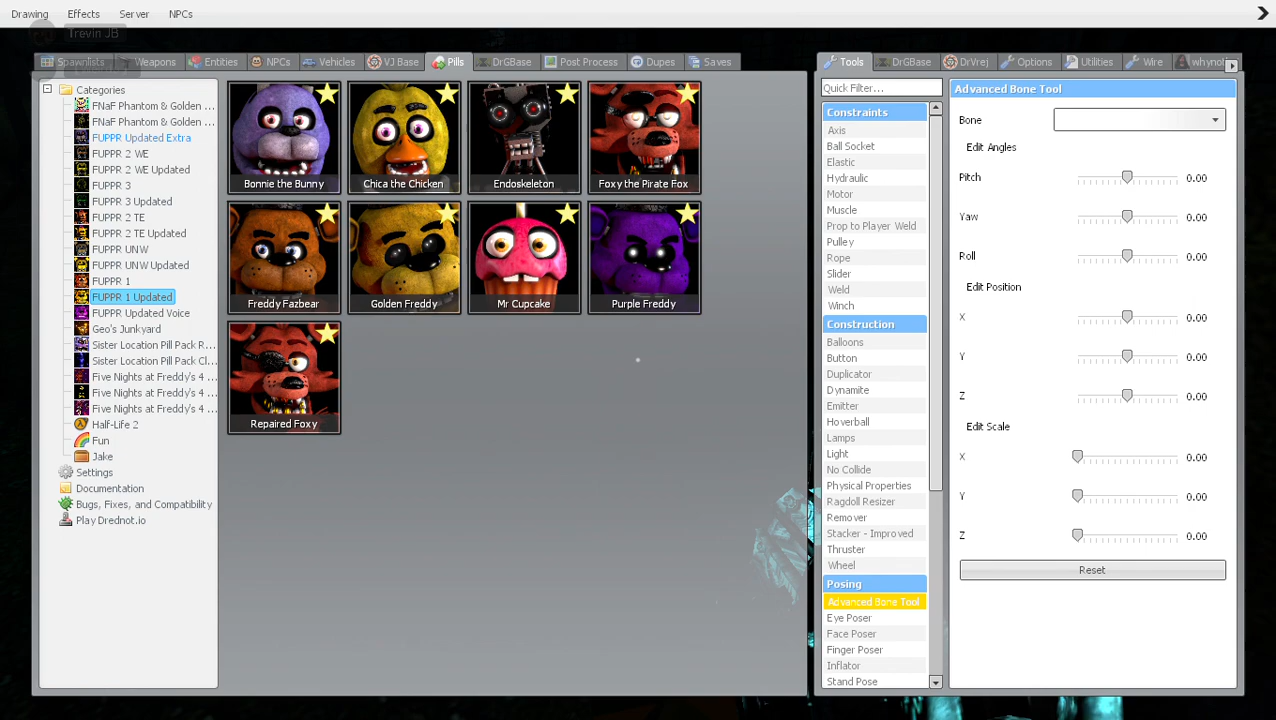 Drawing Effects Server NPCs
Trevin JB
Spawnlists Weapons Entities NPCs Vehicles VJ Base Pills DrGBase Post Process Dupes Saves
Categories
FNaF Phantom & Golden ...
FNaF Phantom & Golden ...
FUPPR Updated Extra
FUPPR 2 WE
FUPPR 2 WE Updated
FUPPR 3
FUPPR 3 Updated
FUPPR 2 TE
FUPPR 2 TE Updated
FUPPR UNW
FUPPR UNW Updated
FUPPR 1
FUPPR 1 Updated
FUPPR Updated Voice
Geo's Junkyard
Sister Location Pill Pack R...
Sister Location Pill Pack Cl...
Five Nights at Freddy's 4 ...
Five Nights at Freddy's 4 ...
Five Nights at Freddy's 4 ...
Half-Life 2
Fun
Jake
Settings
Documentation
Bugs, Fixes, and Compatibility
Play Drednot.io
Bonnie the Bunny
Chica the Chicken
Endoskeleton
Foxy the Pirate Fox
Freddy Fazbear
Golden Freddy
Mr Cupcake
Purple Freddy
Repaired Foxy
Tools DrGBase DrVrej Options Utilities Wire whynot
Quick Filter...
Constraints
Axis
Ball Socket
Elastic
Hydraulic
Motor
Muscle
Prop to Player Weld
Pulley
Rope
Slider
Weld
Winch
Construction
Balloons
Button
Duplicator
Dynamite
Emitter
Hoverball
Lamps
Light
No Collide
Physical Properties
Ragdoll Resizer
Remover
Stacker - Improved
Thruster
Wheel
Posing
Advanced Bone Tool
Eye Poser
Face Poser
Finger Poser
Inflator
Stand Pose
Advanced Bone Tool
Bone
Edit Angles
Pitch 0.00
Yaw 0.00
Roll 0.00
Edit Position
X 0.00
Y 0.00
Z 0.00
Edit Scale
X 0.00
Y 0.00
Z 0.00
Reset